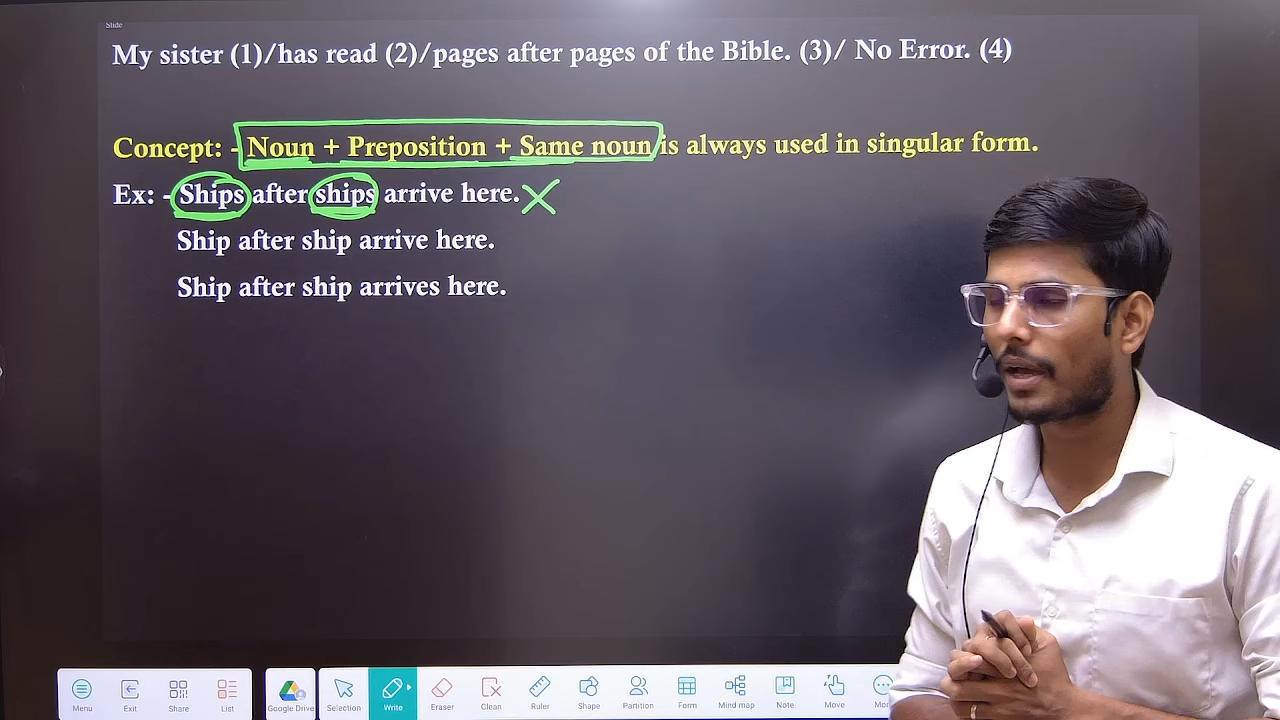 Slide
My sister (1)/has read (2)/pages after pages of the Bible. (3)/ No Error. (4)
Concept: - Noun + Preposition + Same noun is always used in singular form.
Ex: - Ships after ships arrive here.
Ship after ship arrive here.
Ship after ship arrives here.
Menu Exit Share List Google Drive Selection Write Eraser Clean Ruler Shape Partition Form Mind map Note Move